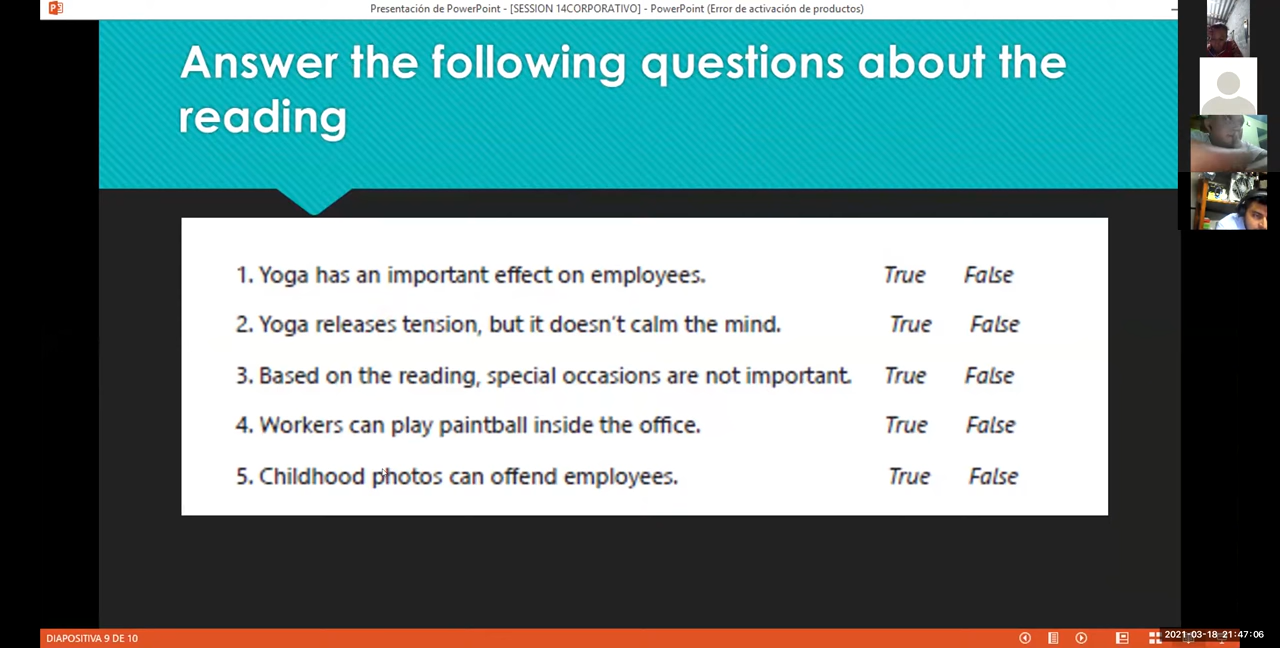 Presentación de PowerPoint - [SESSION 14CORPORATIVO] - PowerPoint (Error de activación de productos)
Answer the following questions about the
reading
1. Yoga has an important effect on employees. True False
2. Yoga releases tension, but it doesn't calm the mind. True False
3. Based on the reading, special occasions are not important. True False
4. Workers can play paintball inside the office. True False
5. Childhood photos can offend employees. True False
DIAPOSITIVA 9 DE 10
2021-03-18 21:47:06